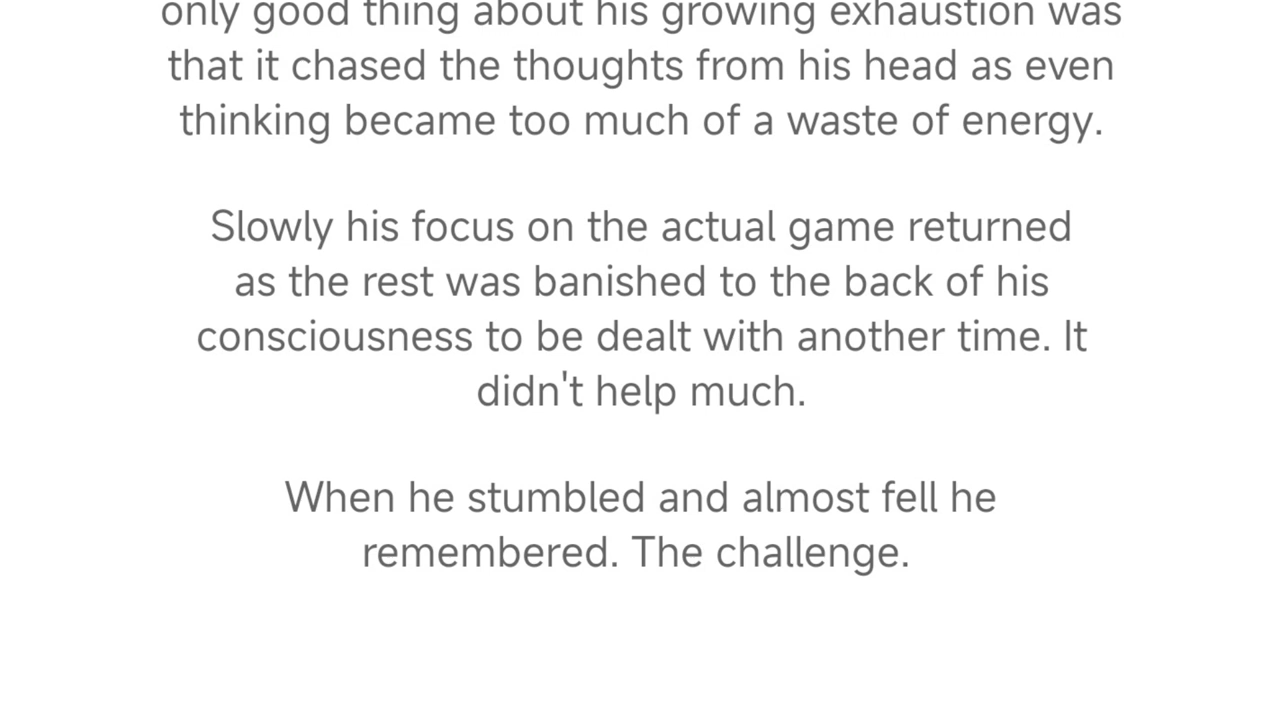 only good thing about his growing exhaustion was
that it chased the thoughts from his head as even
thinking became too much of a waste of energy.
Slowly his focus on the actual game returned
as the rest was banished to the back of his
consciousness to be dealt with another time. It
didn't help much.
When he stumbled and almost fell he
remembered. The challenge.